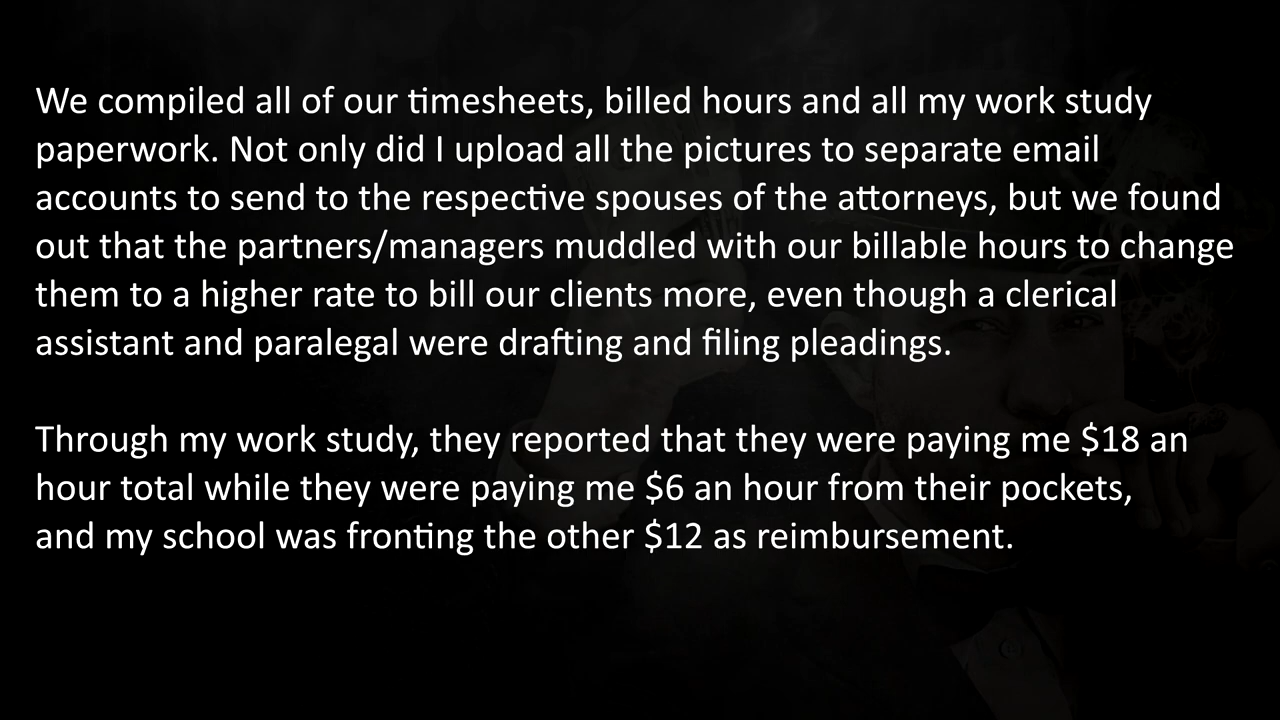 We compiled all of our timesheets, billed hours and all my work study
paperwork. Not only did I upload all the pictures to separate email
accounts to send to the respective spouses of the attorneys, but we found
out that the partners/managers muddled with our billable hours to change
them to a higher rate to bill our clients more, even though a clerical
assistant and paralegal were drafting and filing pleadings.
Through my work study, they reported that they were paying me $18 an
hour total while they were paying me $6 an hour from their pockets,
and my school was fronting the other $12 as reimbursement.